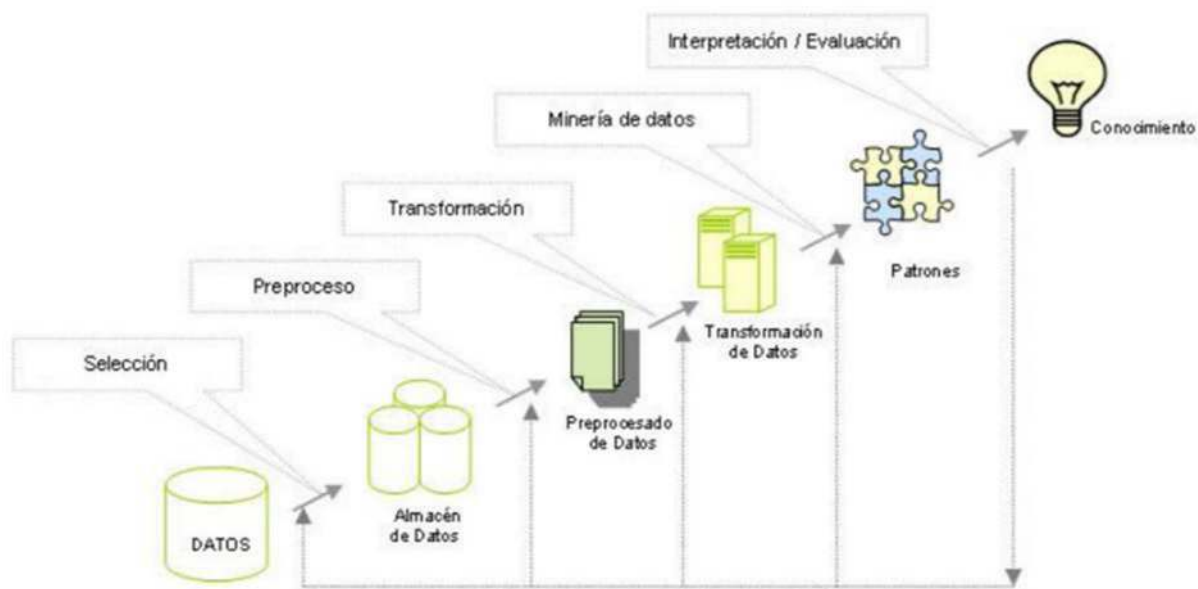 Interpretación / Evaluación
Conocimiento
Minería de datos
Patrones
Transformación
Transformación
de Datos
Preproceso
Preprocesado
de Datos
Selección
Almacén
de Datos
DATOS